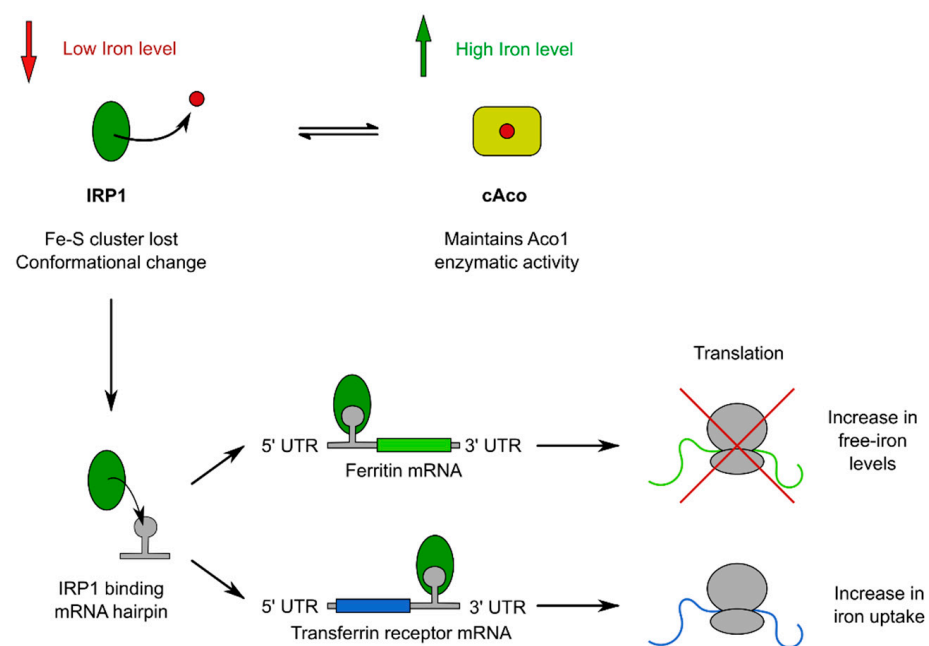 Low Iron level
High Iron level
IRP1
cAco
Fe-S cluster lost
Conformational change
Maintains Aco1
enzymatic activity
Translation
5' UTR
3' UTR
Ferritin mRNA
Increase in
free-iron
levels
IRP1 binding
mRNA hairpin
5' UTR
3' UTR
Transferrin receptor mRNA
Increase in
iron uptake